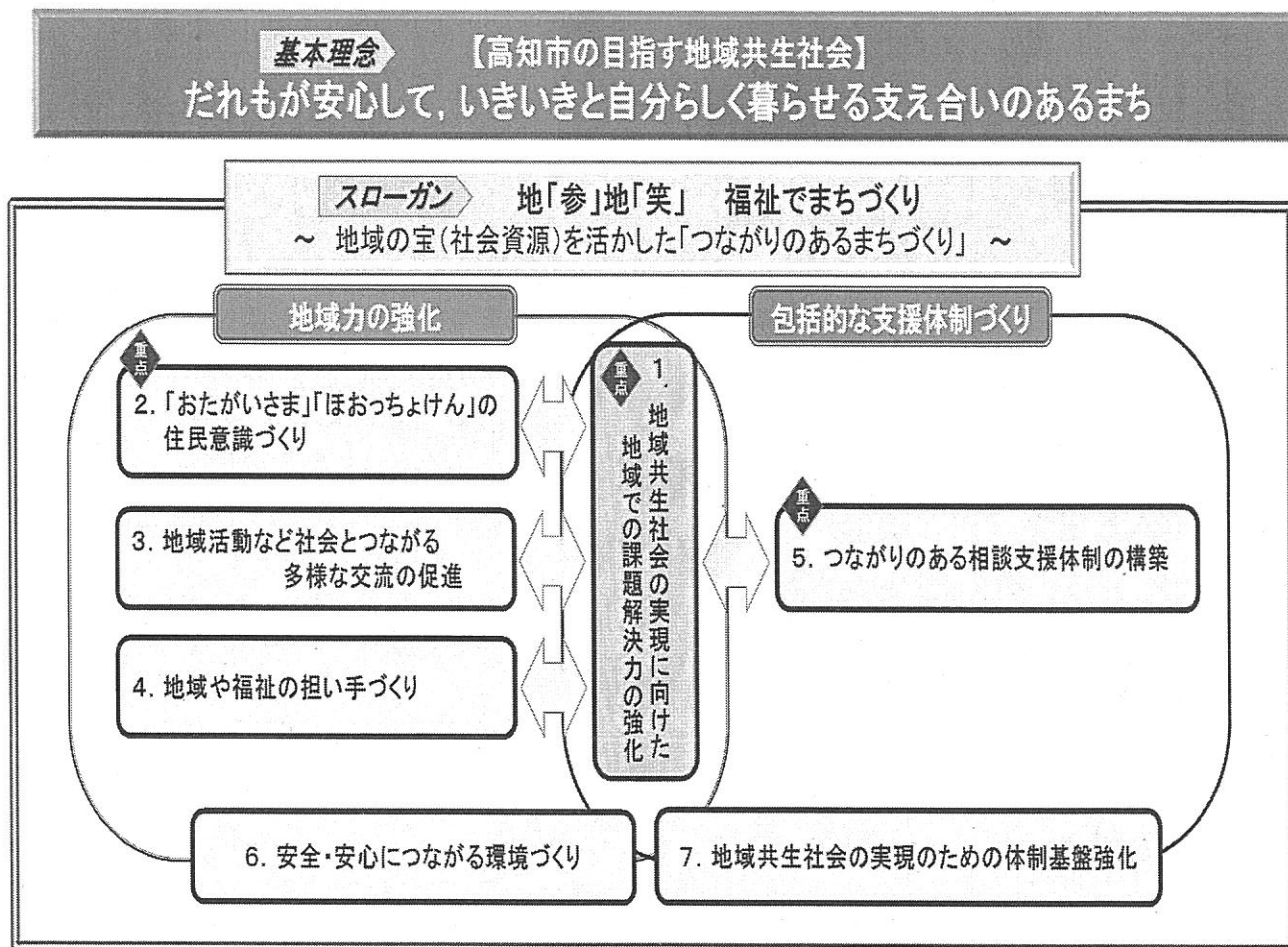 基本理念 【高知市の目指す地域共生社会】
だれもが安心して，いきいきと自分らしく暮らせる支え合いのあるまち
スローガン 地「参」地「笑」 福祉でまちづくり
～ 地域の宝（社会資源）を活かした「つながりのあるまちづくり」 ～
地域力の強化
包括的な支援体制づくり
重点
1．地域共生社会の実現に向けた
地域での課題解決力の強化
重点
2．「おたがいさま」「ほおっちょけん」の
住民意識づくり
3．地域活動など社会とつながる
多様な交流の促進
4．地域や福祉の担い手づくり
重点
5．つながりのある相談支援体制の構築
6．安全・安心につながる環境づくり
7．地域共生社会の実現のための体制基盤強化